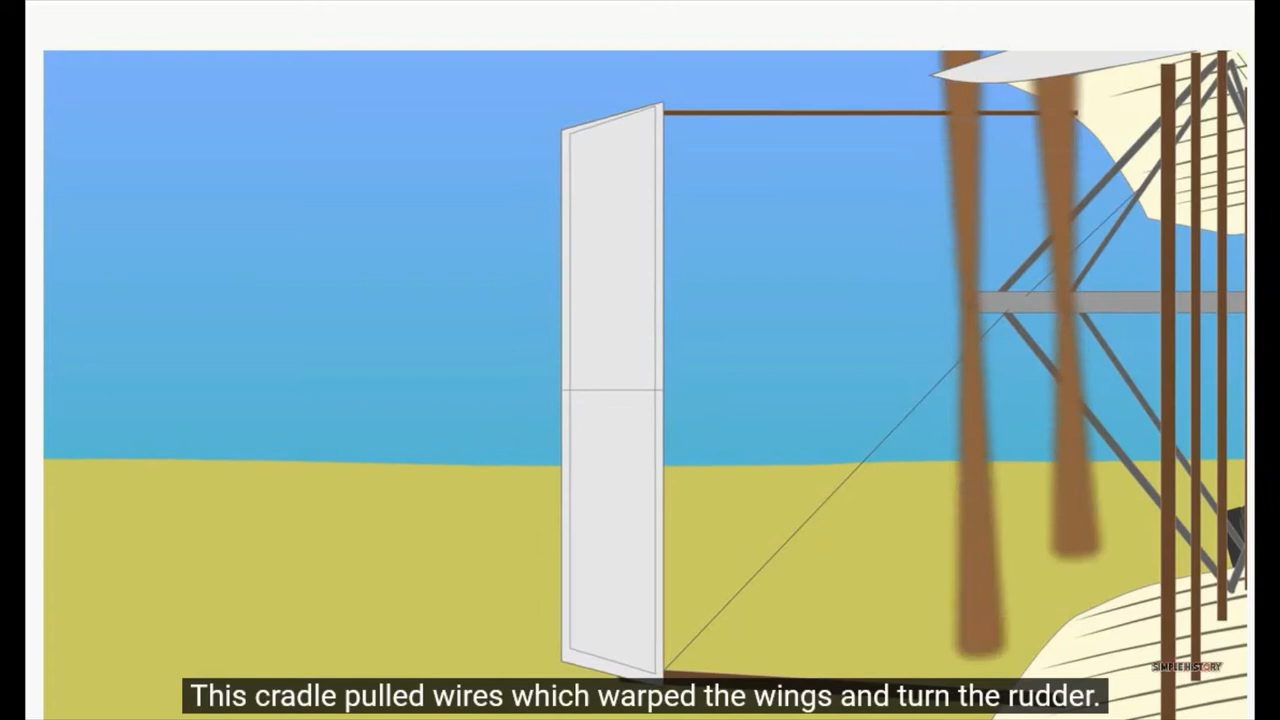 SIMPLE HISTORY
This cradle pulled wires which warped the wings and turn the rudder.